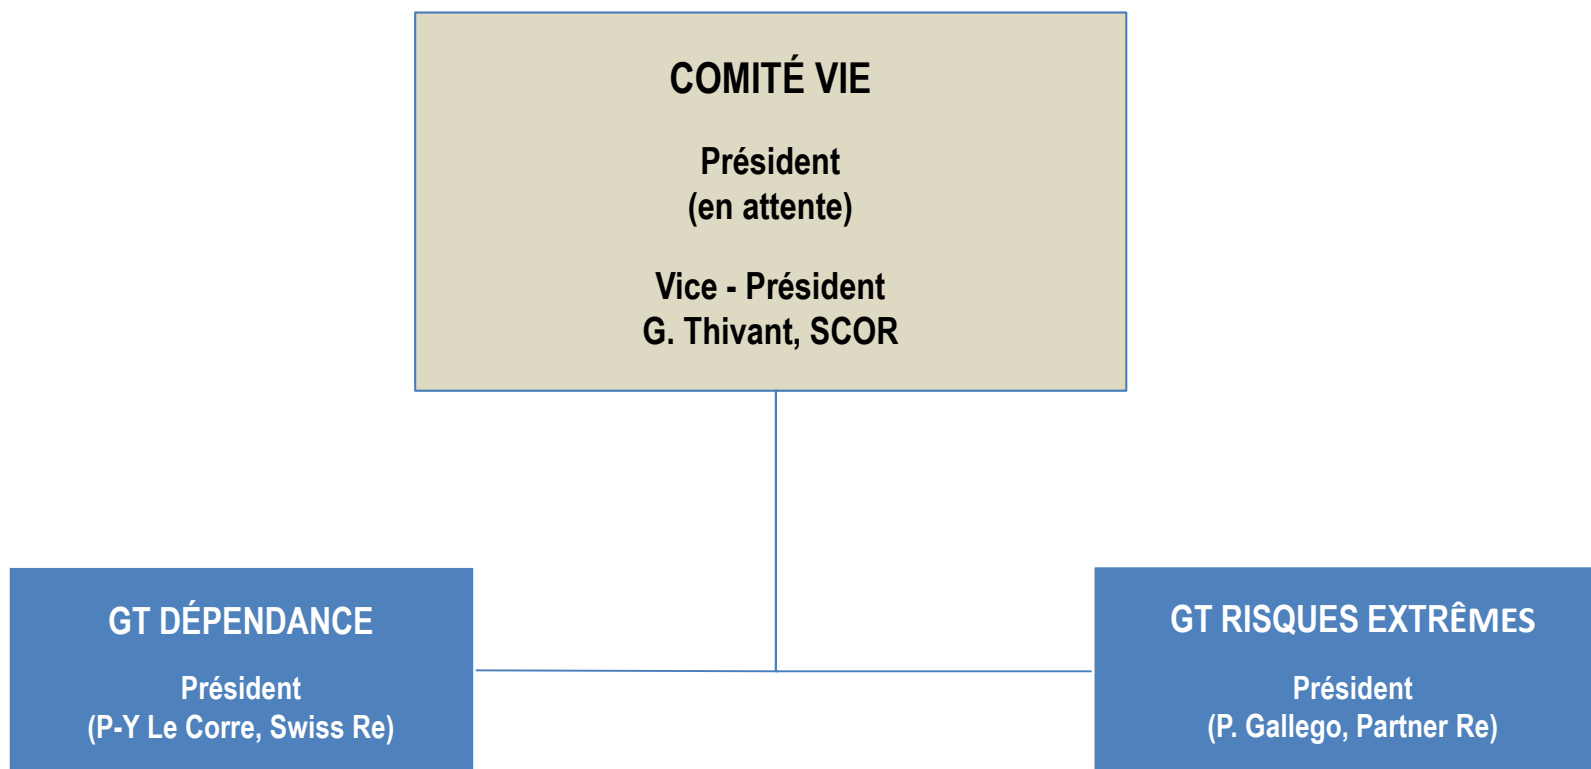 COMITÉ VIE
Président
(en attente)
Vice - Président
G. Thivant, SCOR
GT DÉPENDANCE
Président
(P-Y Le Corre, Swiss Re)
GT RISQUES EXTRÊMES
Président
(P. Gallego, Partner Re)